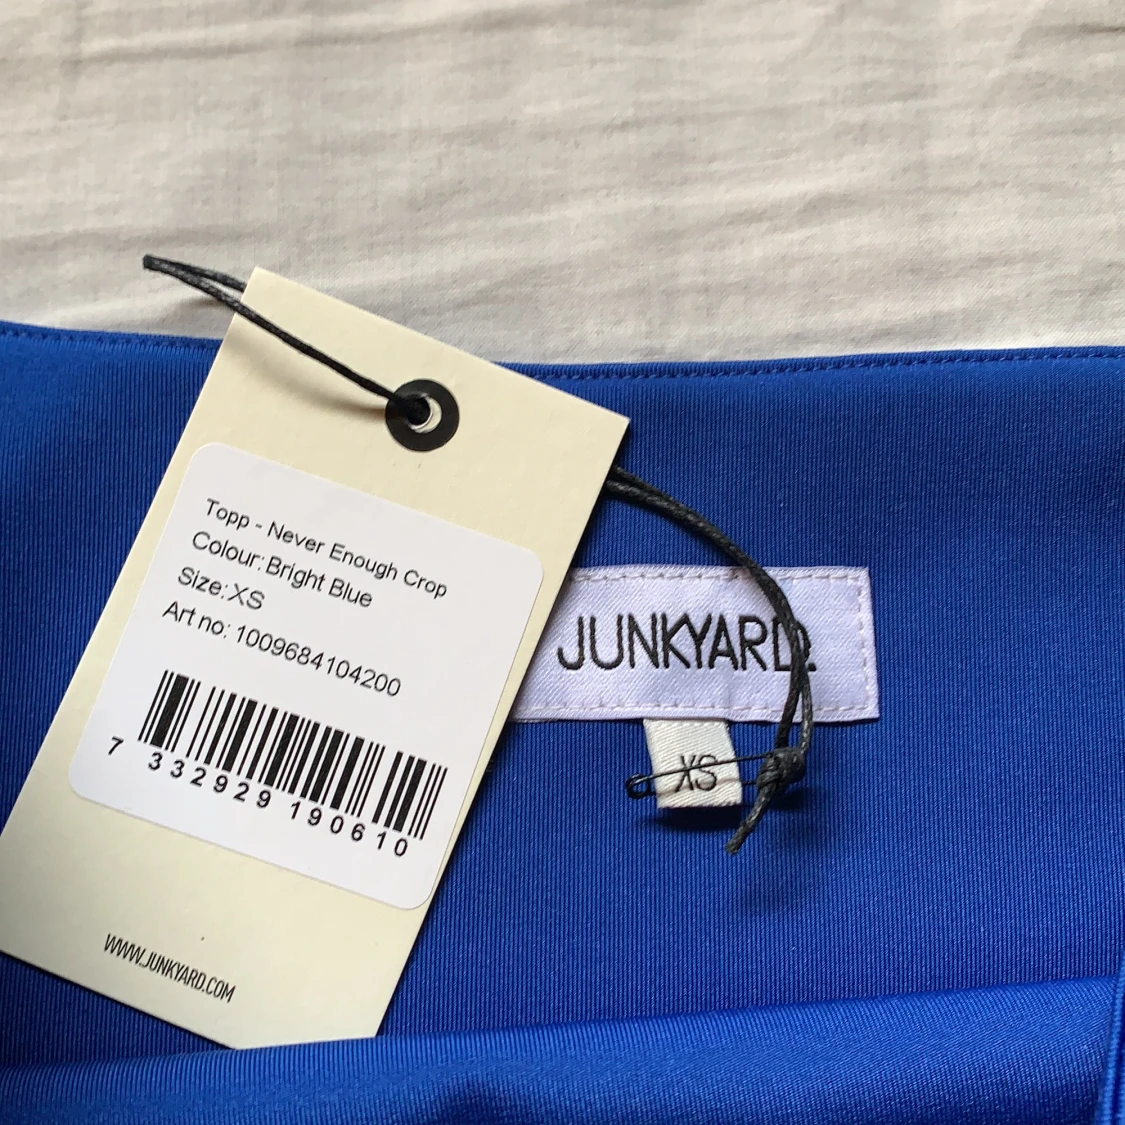 Topp - Never Enough Crop
Colour: Bright Blue
Size: XS
Art no: 1009684104200
7 332929 190610
WWW.JUNKYARD.COM
JUNKYARD.
XS